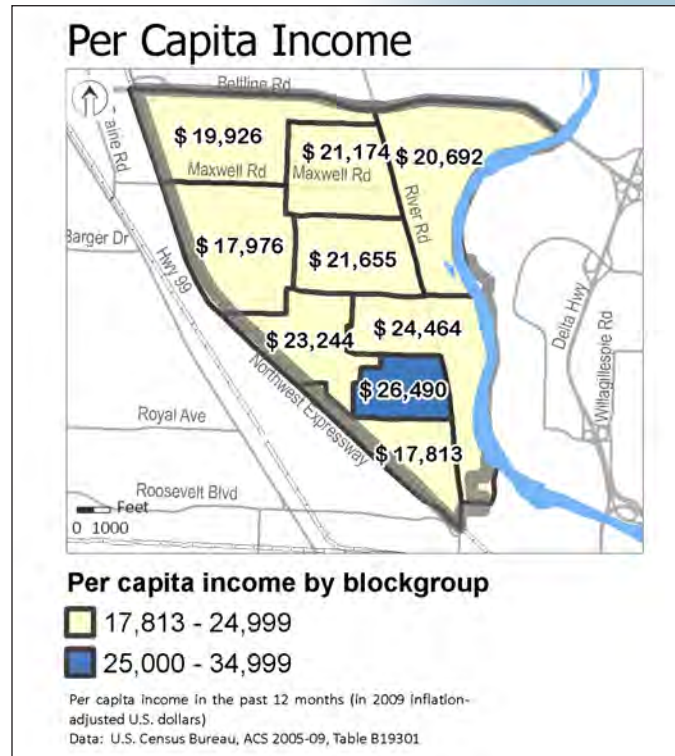 Per Capita Income
Beltline Rd
aine Rd
$ 19,926
$ 21,174
$ 20,692
Maxwell Rd
Maxwell Rd
River Rd
Barger Dr
$ 17,976
$ 21,655
Hwy 99
Delta Hwy
Willagillespie Rd
$ 23,244
$ 24,464
Northwest Expressway
$ 26,490
Royal Ave
$ 17,813
Roosevelt Blvd
Feet
0 1000
Per capita income by blockgroup
17,813 - 24,999
25,000 - 34,999
Per capita income in the past 12 months (in 2009 inflation-
adjusted U.S. dollars)
Data: U.S. Census Bureau, ACS 2005-09, Table B19301